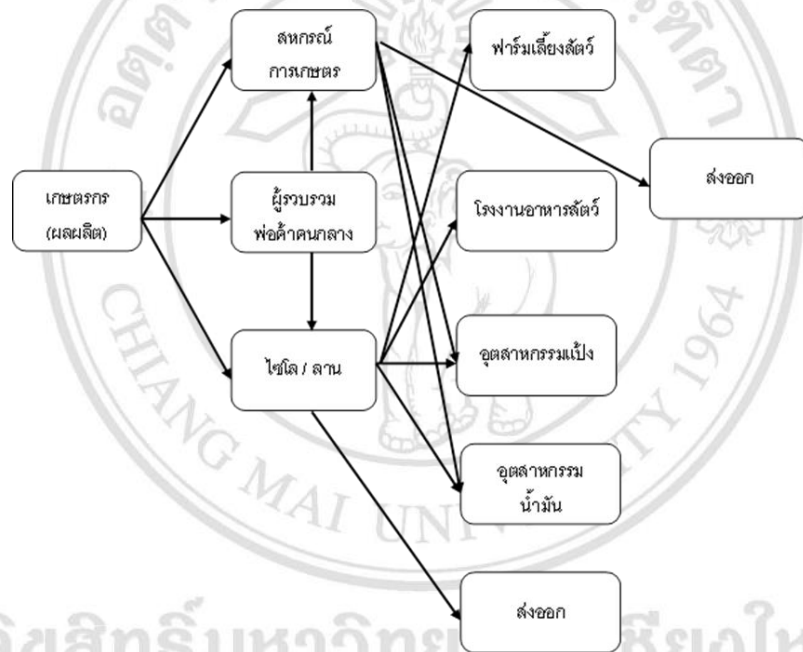 สหกรณ์
การเกษตร
ฟาร์มเลี้ยงสัตว์
ส่งออก
เกษตรกร
(ผลผลิต)
ผู้รวบรวม
พ่อค้าคนกลาง
โรงงานอาหารสัตว์
ไซโล / ลาน
อุตสาหกรรมแป้ง
อุตสาหกรรม
น้ำมัน
ส่งออก
CHIANG MAI UNIVERSITY 1964